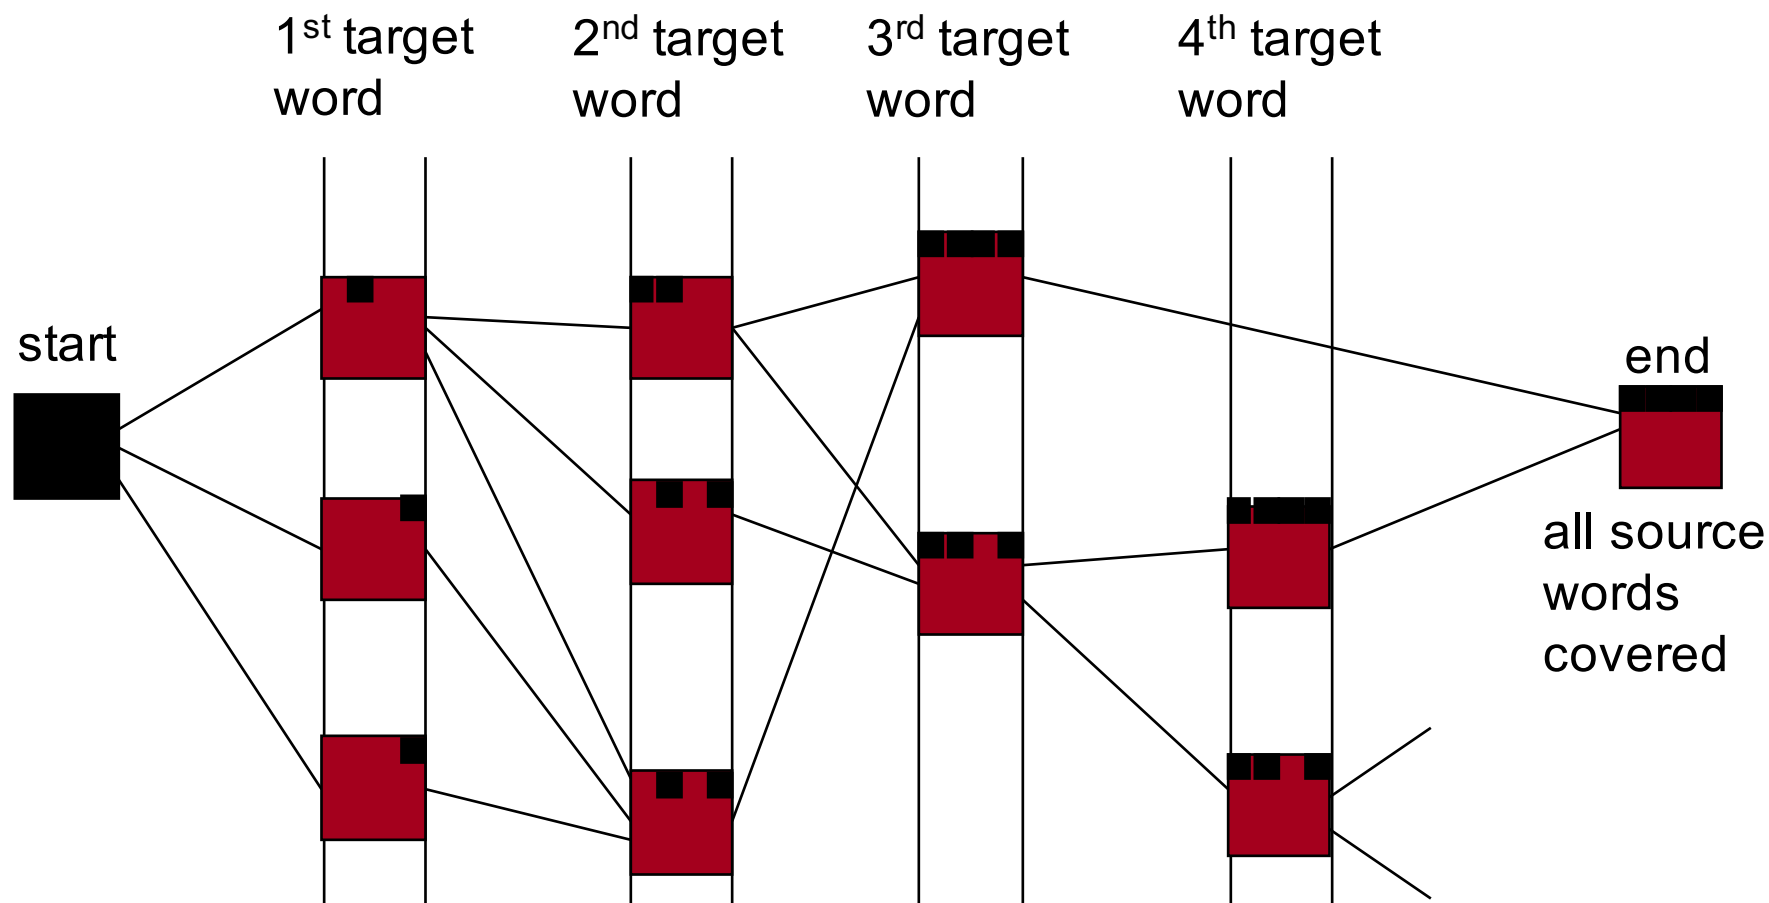 1st target
word
2nd target
word
3rd target
word
4th target
word
start
end
all source
words
covered